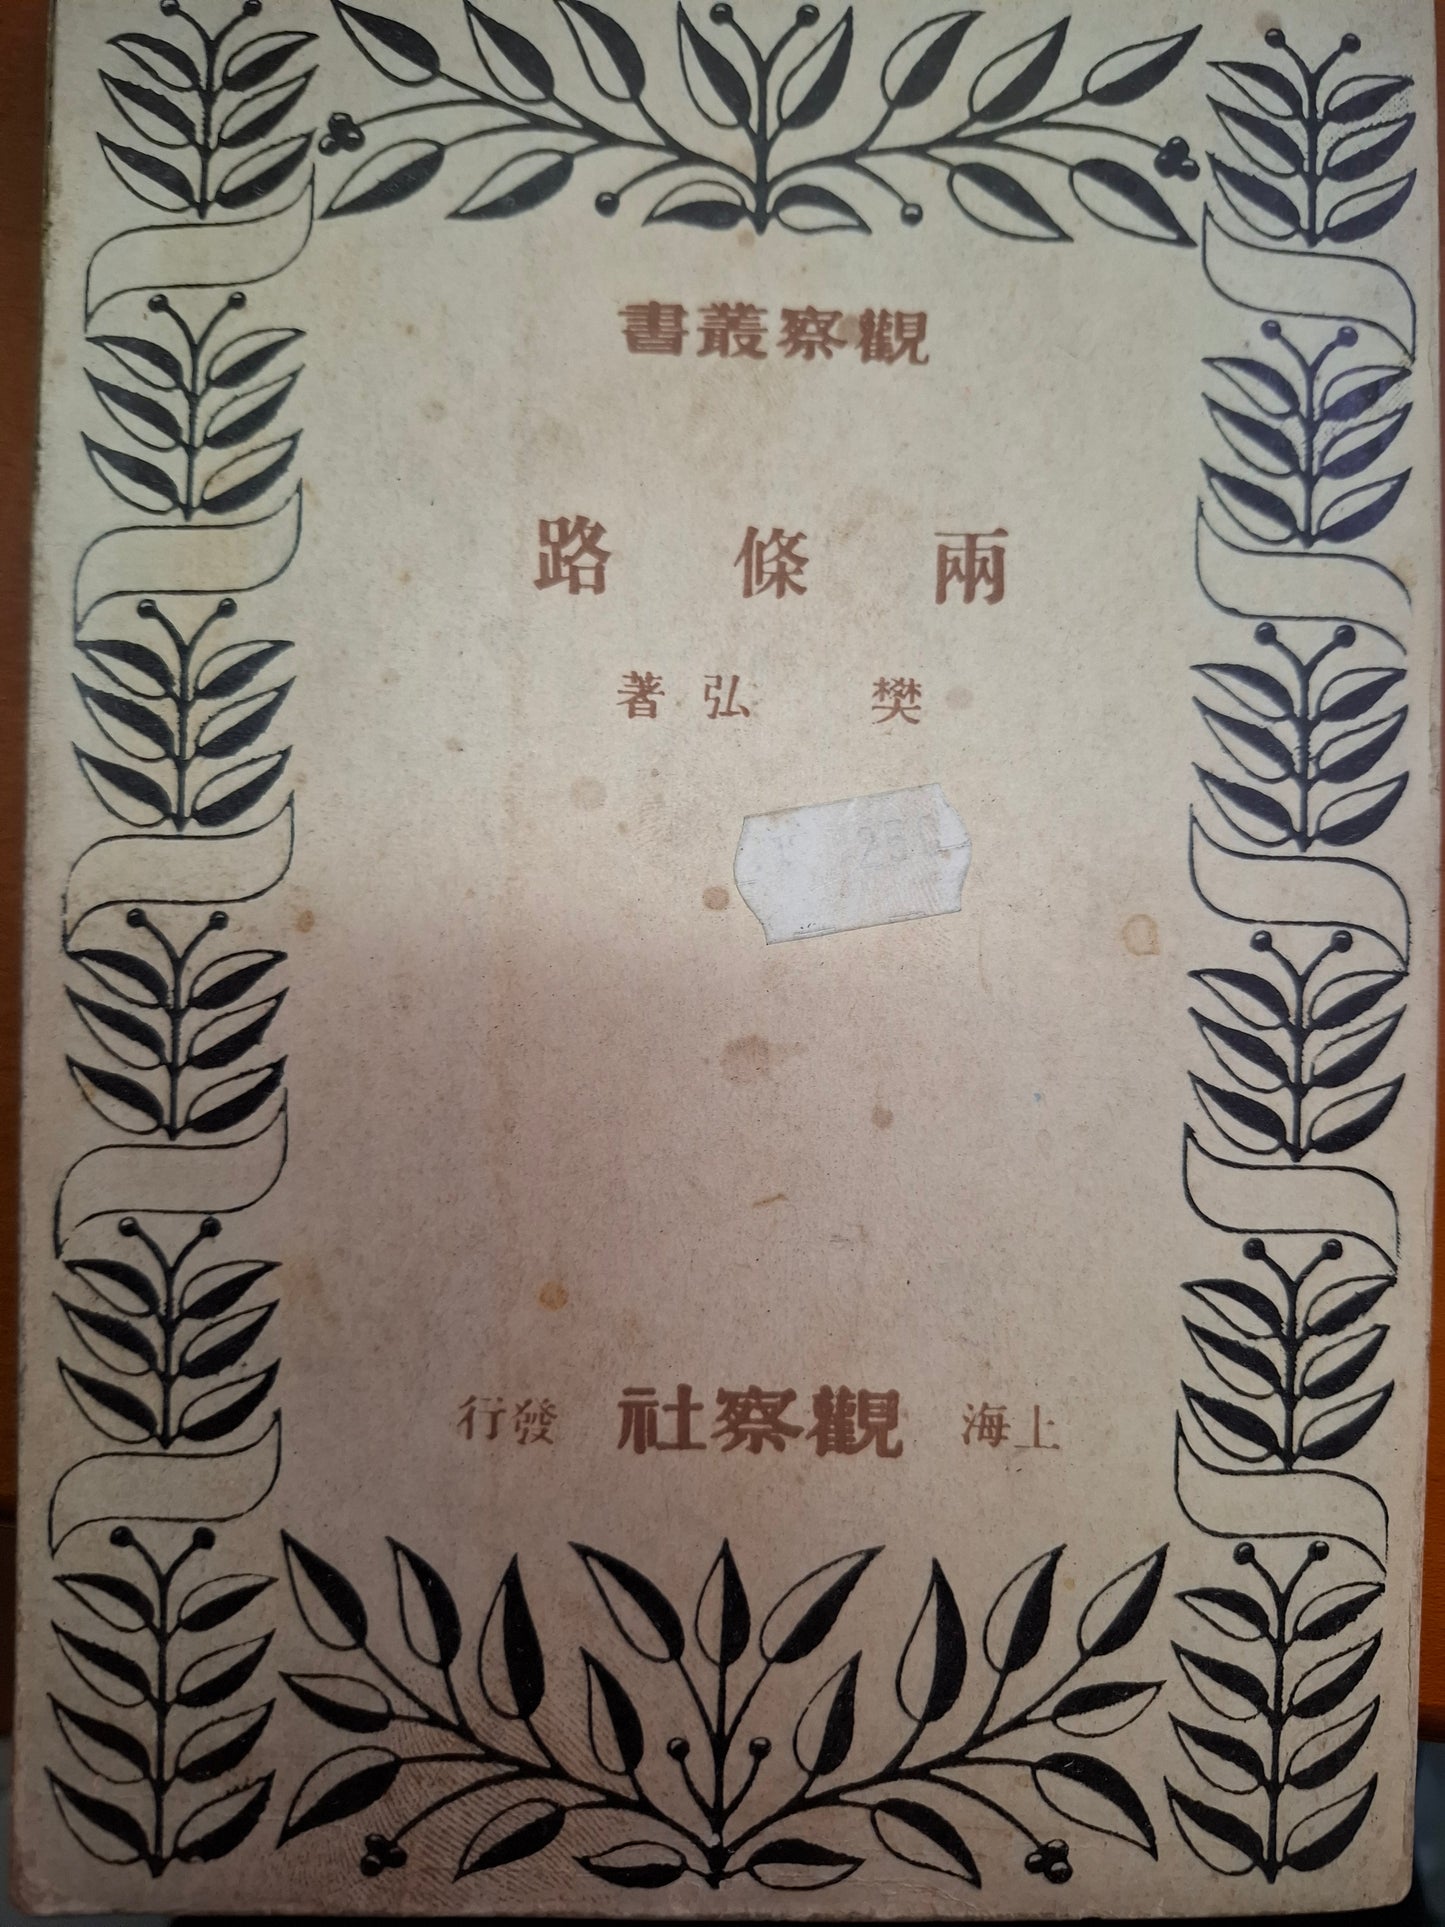 觀察叢書
兩條路
樊弘著
上海 觀察社 發行